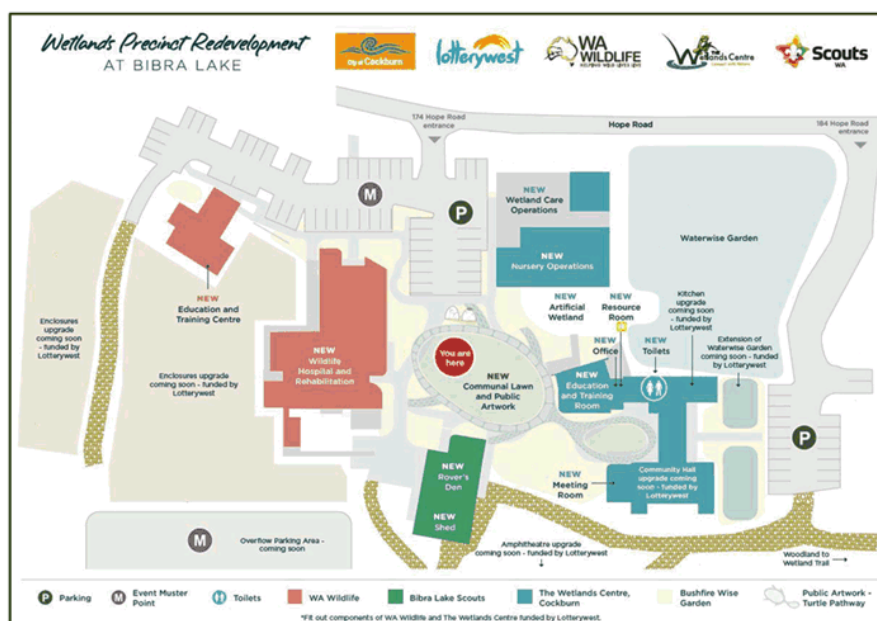 Wetlands Precinct Redevelopment
AT BIBRA LAKE
City of Cockburn
lotterywest
WA
WILDLIFE
THE
Wetlands Centre
Scouts
WA
174 Hope Road
entrance
Hope Road
184 Hope Road
entrance
M
P
NEW
Wetland Care
Operations
NEW
Nursery Operations
Waterwise Garden
NEW
Education and
Training Centre
Enclosures
upgrade
coming soon
- funded by
Lotterywest
Enclosures upgrade
coming soon - funded by
Lotterywest
NEW
Wildlife
Hospital and
Rehabilitation
You are
here
NEW
Communal Lawn
and Public
Artwork
NEW
Artificial
Wetland
NEW
Resource
Room
NEW
Office
NEW
Toilets
Kitchen
upgrade
coming soon
- funded by
Lotterywest
Extension of
Waterwise Garden
coming soon - funded
by Lotterywest
NEW
Education
and Training
Room
P
NEW
Meeting
Room
Community Hall
upgrade coming
soon - funded by
Lotterywest
NEW
Rover's
Den
NEW
Shed
M
Overflow Parking Area -
coming soon
Amphitheatre upgrade
coming soon - funded by Lotterywest
Woodland to
Wetland Trail
P Parking
M Event Muster
Point
Toilets
WA Wildlife
Bibra Lake Scouts
The Wetlands Centre,
Cockburn
Bushfire Wise
Garden
Public Artwork -
Turtle Pathway
*Fit out components of WA Wildlife and The Wetlands Centre funded by Lotterywest.